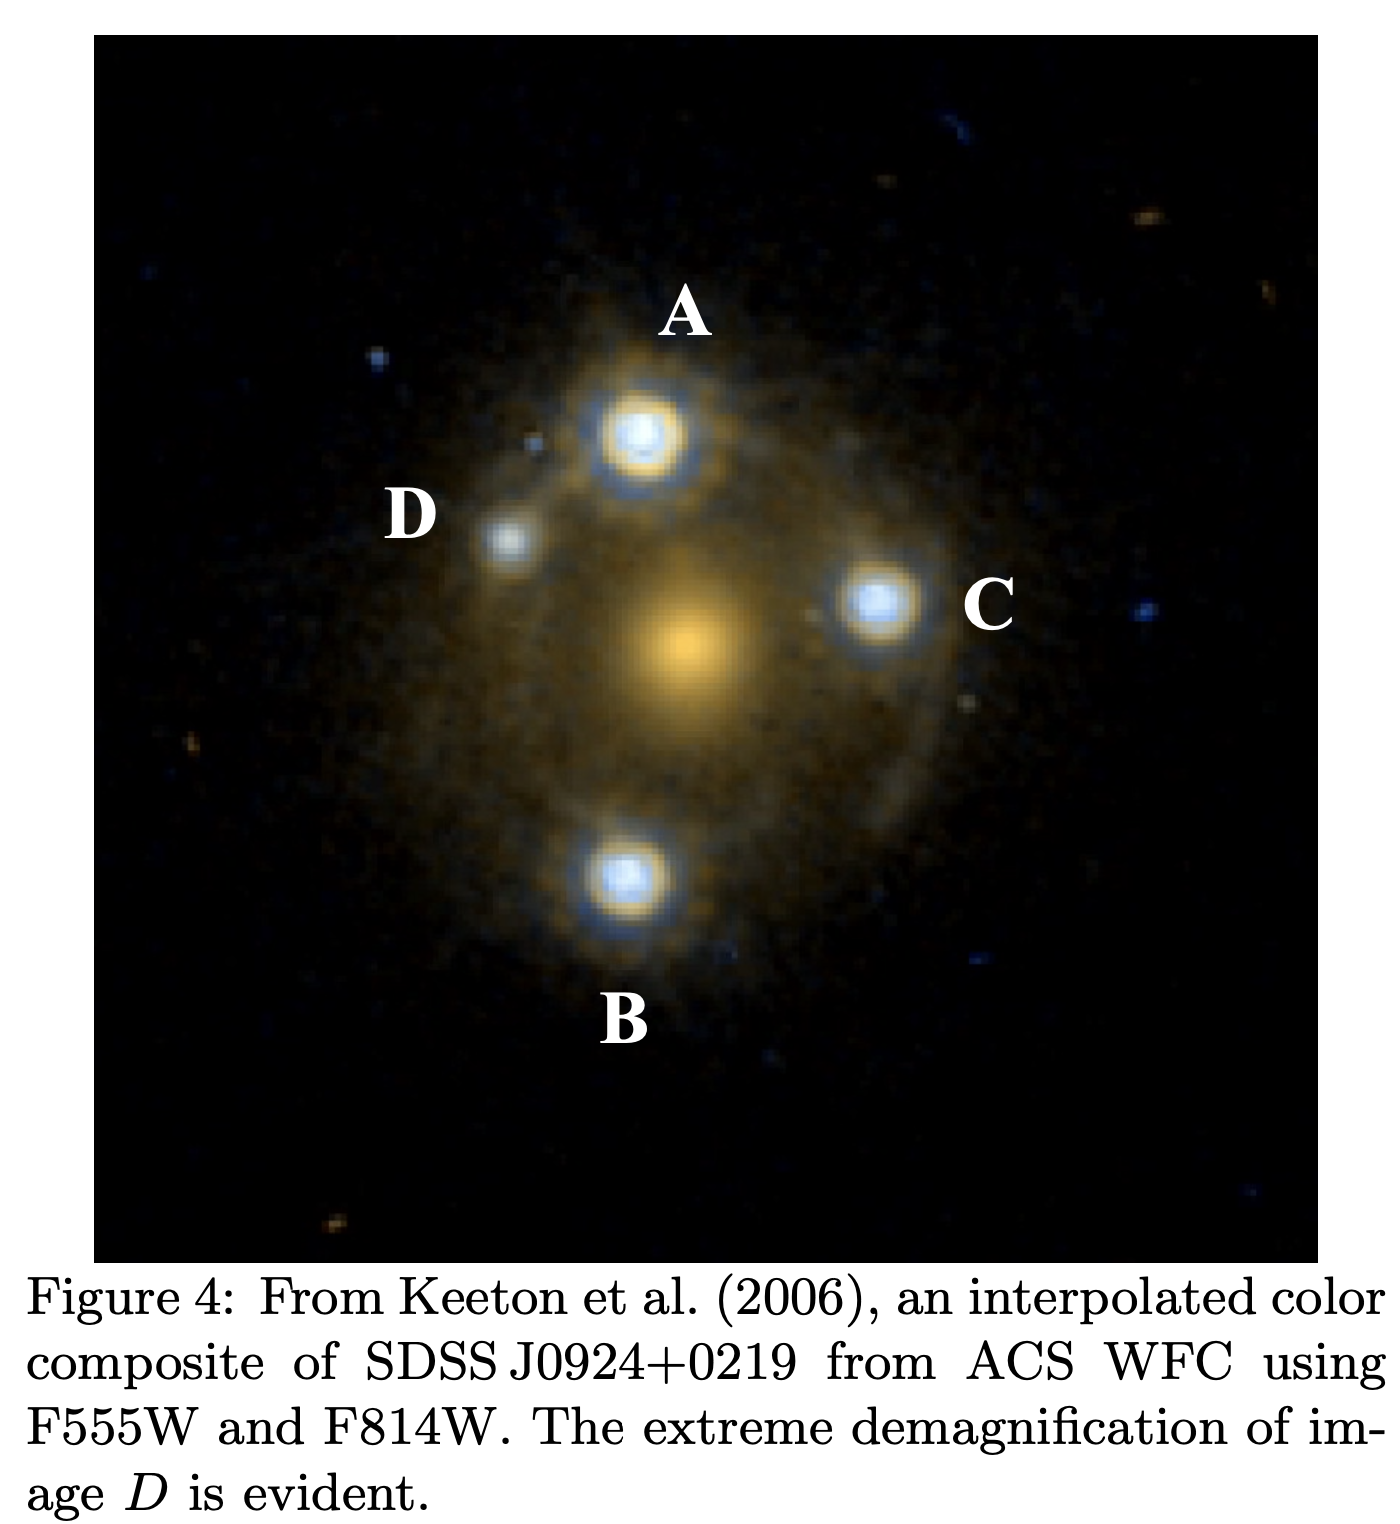 A
D
C
B
Figure 4: From Keeton et al. (2006), an interpolated color
composite of SDSS J0924+0219 from ACS WFC using
F555W and F814W. The extreme demagnification of im-
age D is evident.